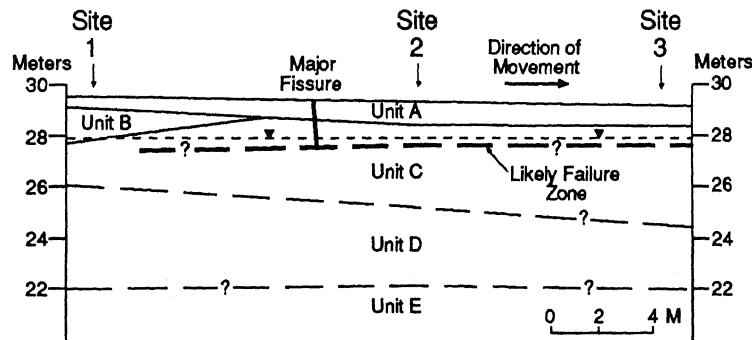 Site
1
Site
2
Site
3
Meters
Major
Fissure
Direction of
Movement
Meters
30
30
Unit A
Unit B
28
28
?
?
Unit C
Likely Failure
Zone
26
26
?
24
24
Unit D
22
22
?
?
Unit E
0 2 4 M